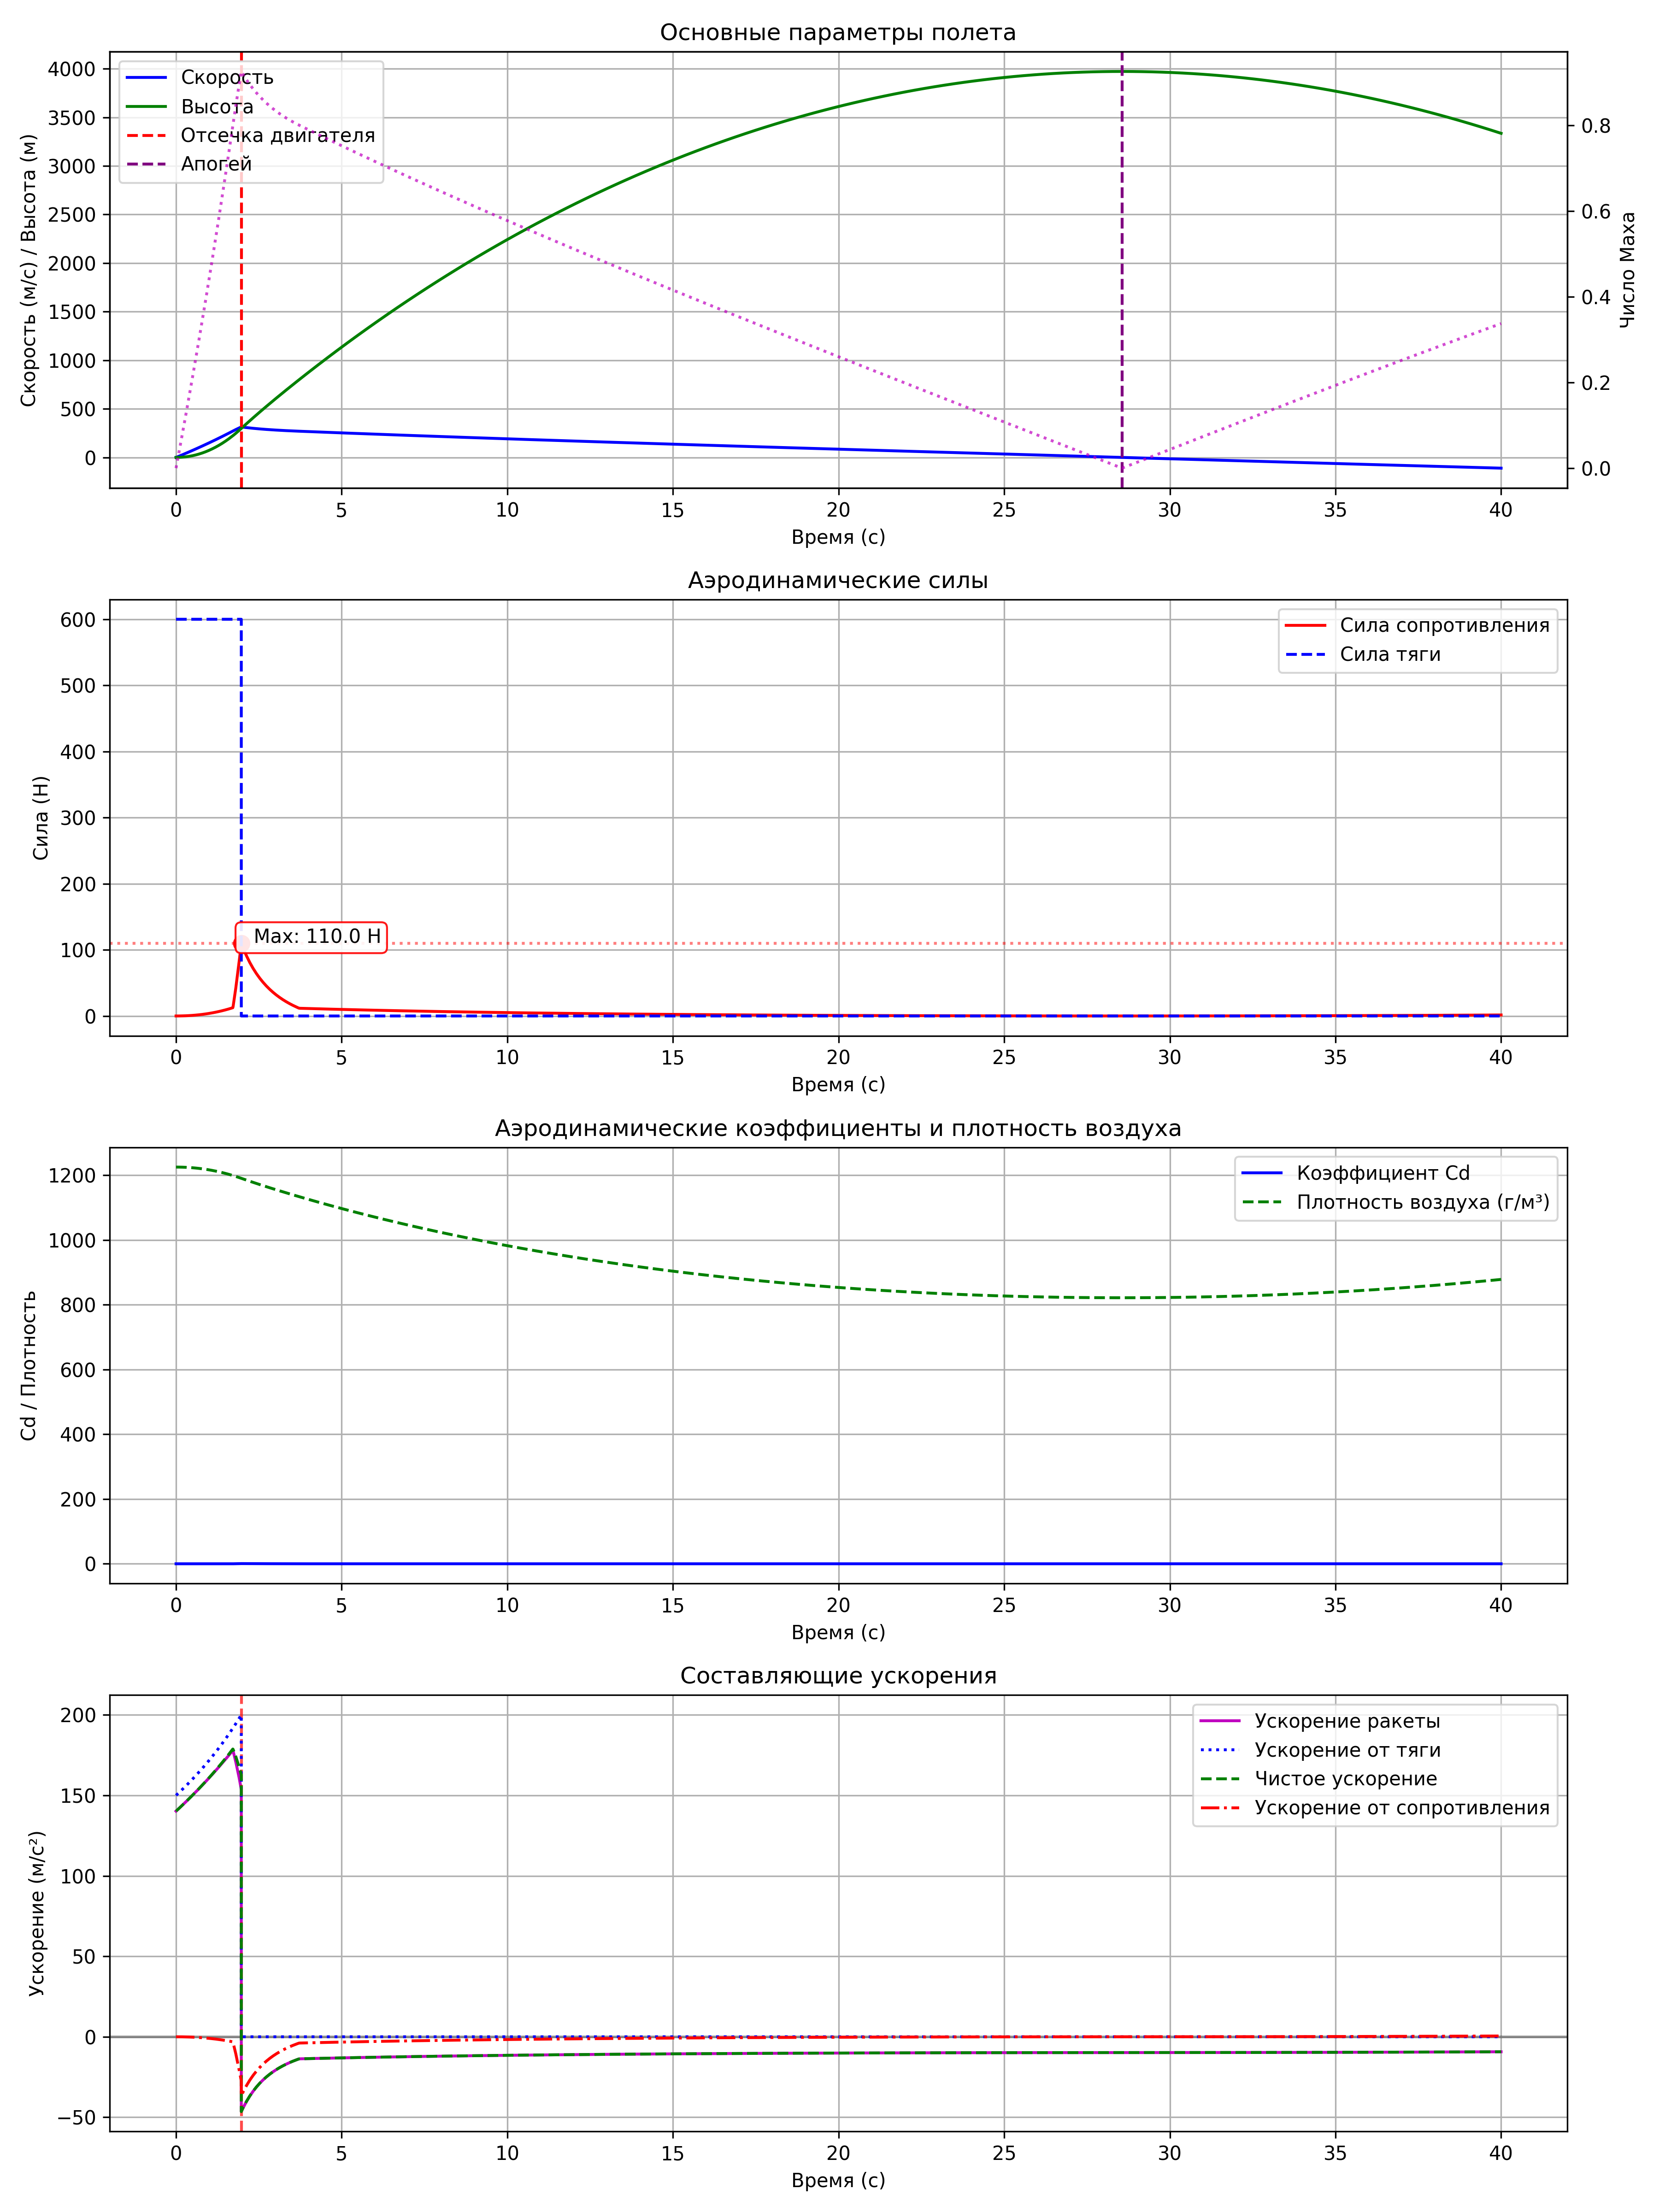 Основные параметры полета
Скорость (м/с) / Высота (м)
4000
3500
3000
2500
2000
1500
1000
500
0
Скорость
Высота
Отсечка двигателя
Апогей
0.8
0.6
0.4
0.2
0.0
Число Маха
0 5 10 15 20 25 30 35 40
Время (с)
Аэродинамические силы
Сила (Н)
600
500
400
300
200
100
0
Сила сопротивления
Сила тяги
Max: 110.0 Н
0 5 10 15 20 25 30 35 40
Время (с)
Аэродинамические коэффициенты и плотность воздуха
Cd / Плотность
1200
1000
800
600
400
200
0
Коэффициент Cd
Плотность воздуха (г/м³)
0 5 10 15 20 25 30 35 40
Время (с)
Составляющие ускорения
Ускорение (м/с²)
200
150
100
50
0
−50
Ускорение ракеты
Ускорение от тяги
Чистое ускорение
Ускорение от сопротивления
0 5 10 15 20 25 30 35 40
Время (с)